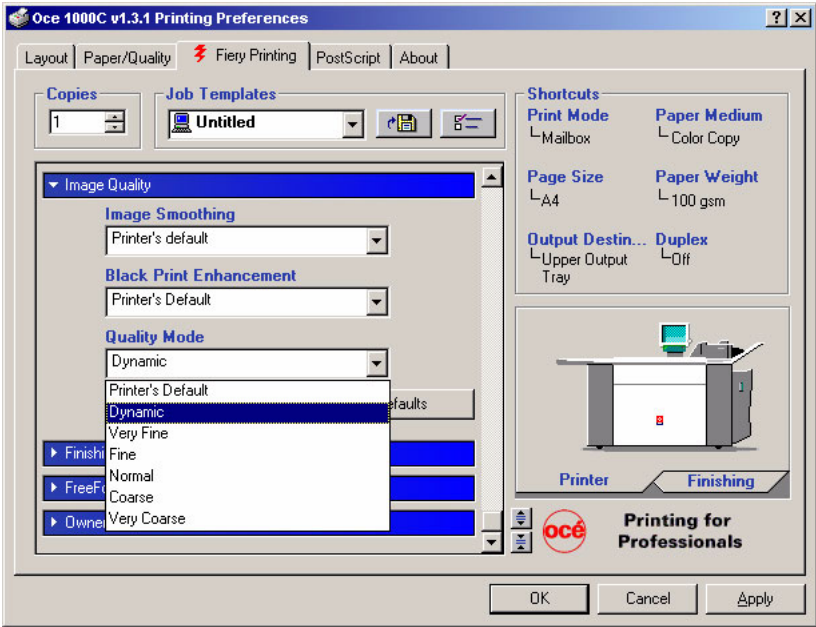 Oce 1000C v1.3.1 Printing Preferences
Layout Paper/Quality Fiery Printing PostScript About
Copies
1
Job Templates
Untitled
Image Quality
Image Smoothing
Printer's default
Black Print Enhancement
Printer's Default
Quality Mode
Dynamic
Printer's Default
Dynamic
Very Fine
Fine
Normal
Coarse
Very Coarse
efaults
Finishi
FreeFo
Owne
Shortcuts
Print Mode
Mailbox
Paper Medium
Color Copy
Page Size
A4
Paper Weight
100 gsm
Output Destin...
Upper Output
Tray
Duplex
Off
Printer Finishing
océ
Printing for
Professionals
OK Cancel Apply